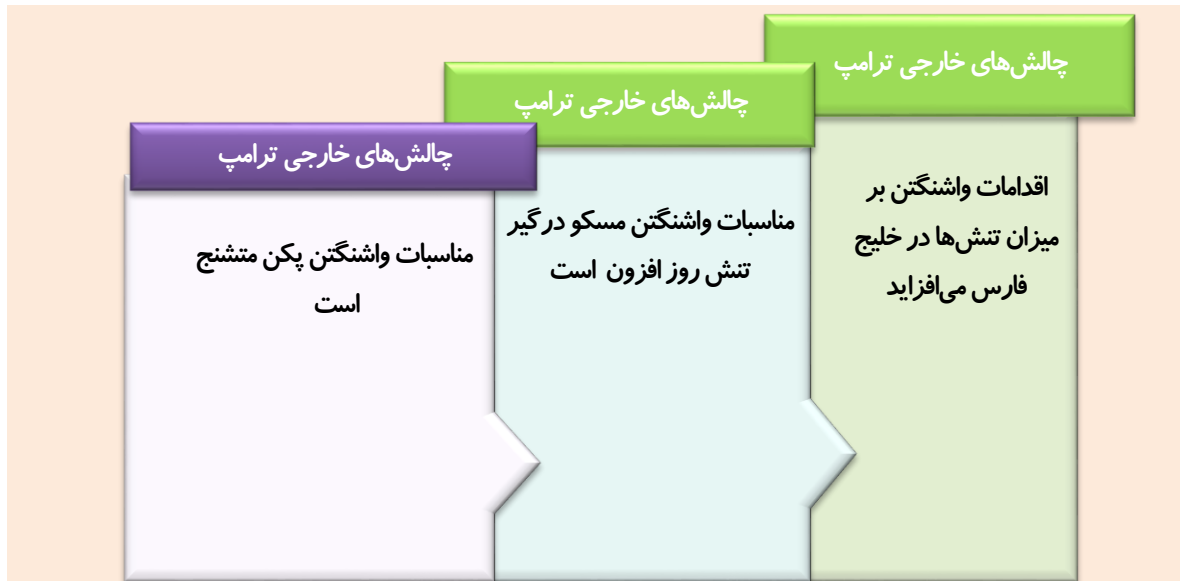 چالش‌های خارجی ترامپ
اقدامات واشنگتن بر
میزان تنش‌ها در خلیج
فارس می‌افزاید
چالش‌های خارجی ترامپ
مناسبات واشنگتن مسکو درگیر
تنش روز افزون است
چالش‌های خارجی ترامپ
مناسبات واشنگتن پکن متشنج
است